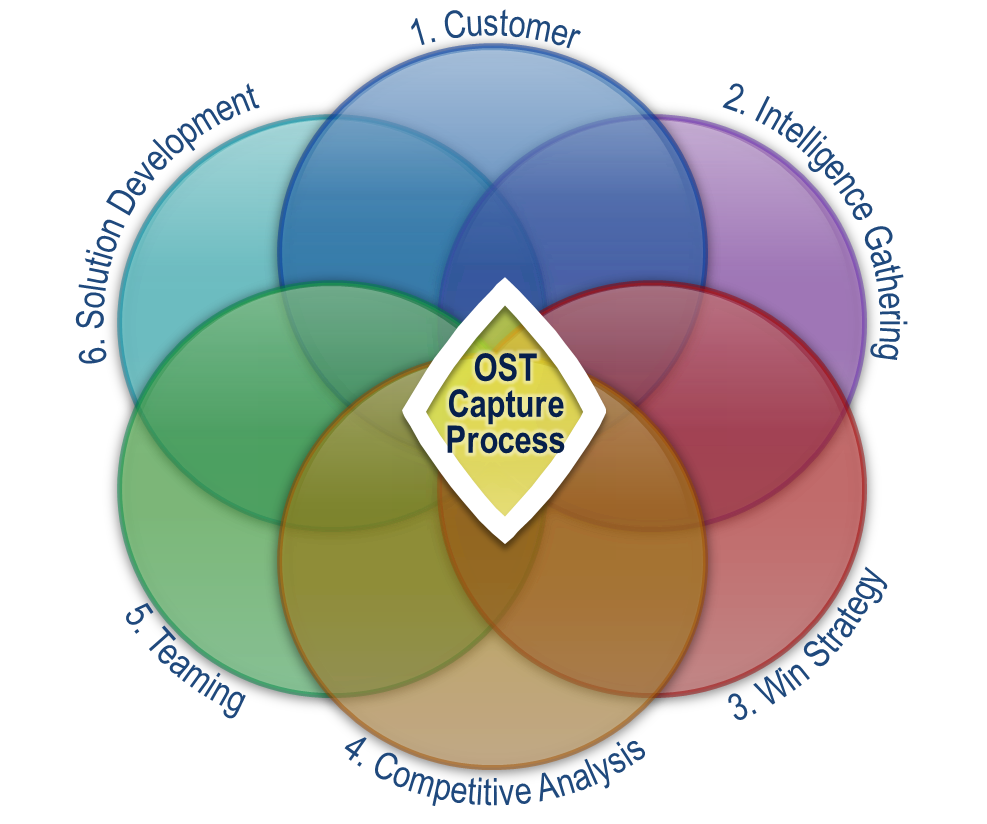 1. Customer
2. Intelligence Gathering
3. Win Strategy
4. Competitive Analysis
5. Teaming
6. Solution Development
OST
Capture
Process